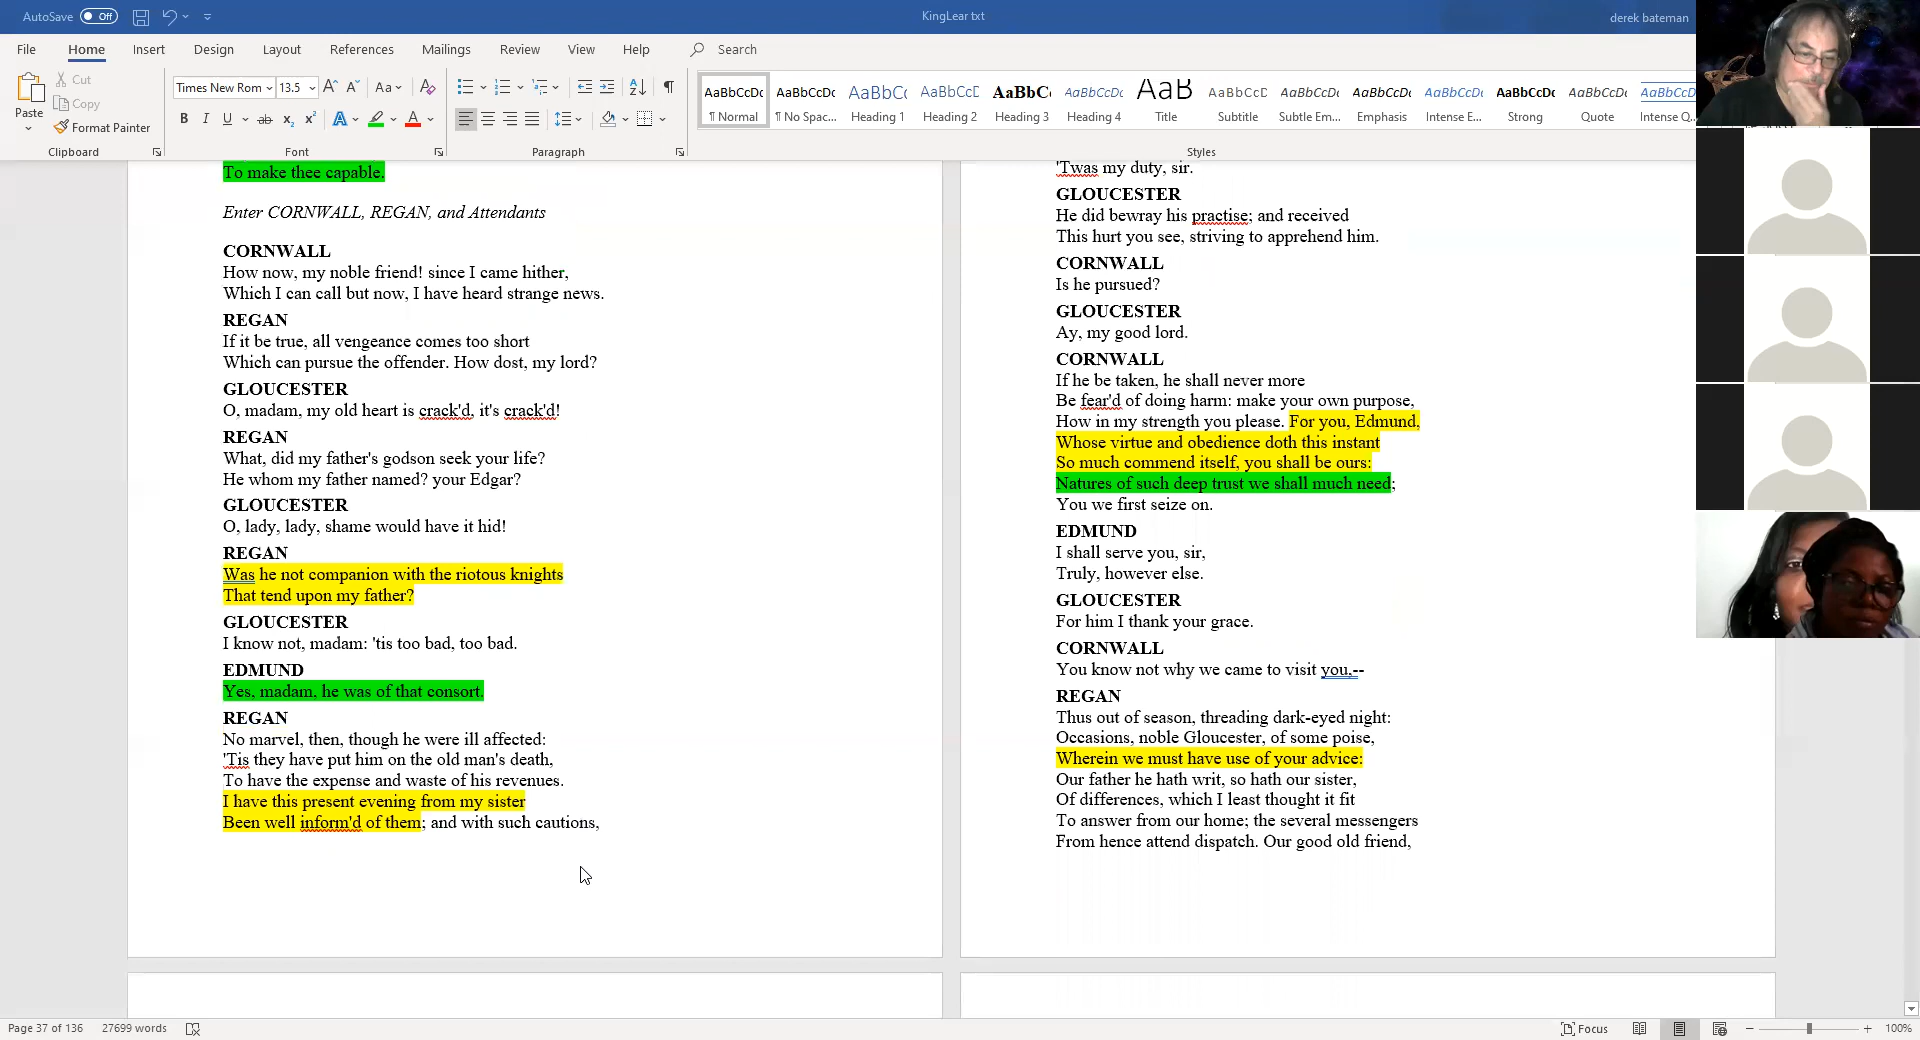 AutoSave Off
KingLear txt
derek bateman
File Home Insert Design Layout References Mailings Review View Help Search
Paste
Cut
Copy
Format Painter
Clipboard
Times New Rom 13.5
Font
Paragraph
AaBbCcDc AaBbCcDc AaBbC( AaBbCcD AaBbC( AaBbCcDc AaB AaBbCcD AaBbCcDc AaBbCcDc AaBbCcDc AaBbCcDc AaBbCcDc AaBbCcDc
¶ Normal ¶ No Spac... Heading 1 Heading 2 Heading 3 Heading 4 Title Subtitle Subtle Em... Emphasis Intense E... Strong Quote Intense Q...
Styles
To make thee capable.
Enter CORNWALL, REGAN, and Attendants
CORNWALL
How now, my noble friend! since I came hither,
Which I can call but now, I have heard strange news.
REGAN
If it be true, all vengeance comes too short
Which can pursue the offender. How dost, my lord?
GLOUCESTER
O, madam, my old heart is crack'd, it's crack'd!
REGAN
What, did my father's godson seek your life?
He whom my father named? your Edgar?
GLOUCESTER
O, lady, lady, shame would have it hid!
REGAN
Was he not companion with the riotous knights
That tend upon my father?
GLOUCESTER
I know not, madam: 'tis too bad, too bad.
EDMUND
Yes, madam, he was of that consort.
REGAN
No marvel, then, though he were ill affected:
'Tis they have put him on the old man's death,
To have the expense and waste of his revenues.
I have this present evening from my sister
Been well inform'd of them; and with such cautions,
'Twas my duty, sir.
GLOUCESTER
He did bewray his practise; and received
This hurt you see, striving to apprehend him.
CORNWALL
Is he pursued?
GLOUCESTER
Ay, my good lord.
CORNWALL
If he be taken, he shall never more
Be fear'd of doing harm: make your own purpose,
How in my strength you please. For you, Edmund,
Whose virtue and obedience doth this instant
So much commend itself, you shall be ours:
Natures of such deep trust we shall much need;
You we first seize on.
EDMUND
I shall serve you, sir,
Truly, however else.
GLOUCESTER
For him I thank your grace.
CORNWALL
You know not why we came to visit you,--
REGAN
Thus out of season, threading dark-eyed night:
Occasions, noble Gloucester, of some poise,
Wherein we must have use of your advice:
Our father he hath writ, so hath our sister,
Of differences, which I least thought it fit
To answer from our home; the several messengers
From hence attend dispatch. Our good old friend,
Page 37 of 136 27699 words
Focus
100%